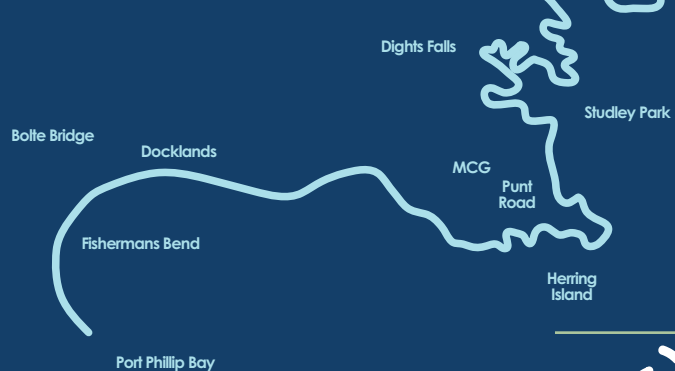 Dights Falls
Studley Park
Bolte Bridge
Docklands
MCG
Punt
Road
Fishermans Bend
Herring
Island
Port Phillip Bay